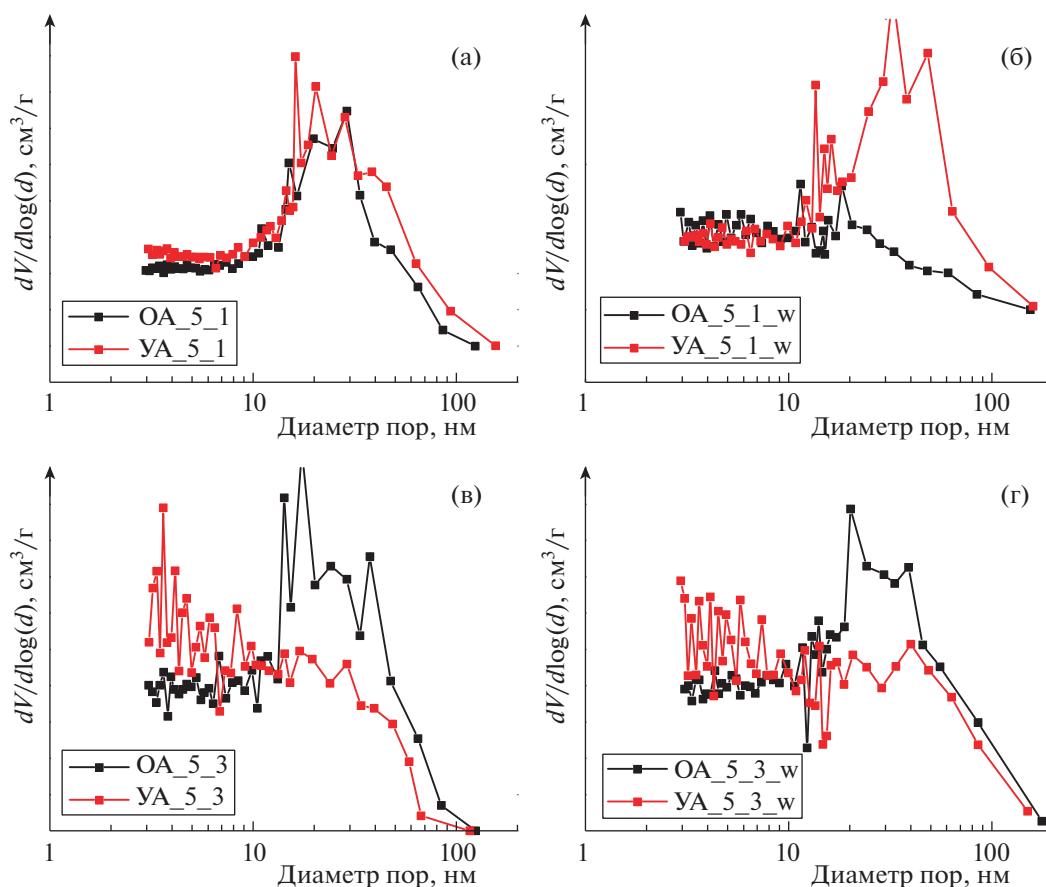 (а)
dV/dlog(d), см³/г
ОА_5_1
УА_5_1
1
10
100
Диаметр пор, нм
(б)
dV/dlog(d), см³/г
ОА_5_1_w
УА_5_1_w
1
10
100
Диаметр пор, нм
(в)
dV/dlog(d), см³/г
ОА_5_3
УА_5_3
1
10
100
Диаметр пор, нм
(г)
dV/dlog(d), см³/г
ОА_5_3_w
УА_5_3_w
1
10
100
Диаметр пор, нм